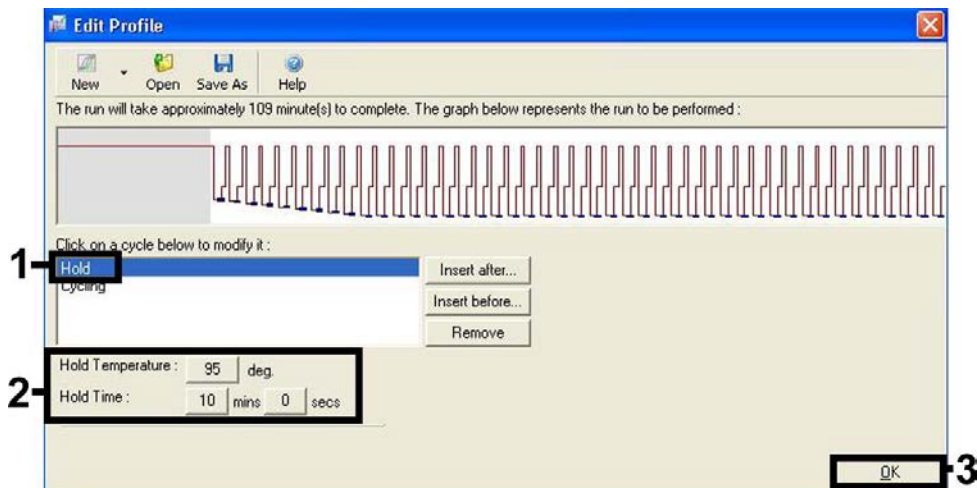 Edit Profile
New Open Save As Help
The run will take approximately 109 minute(s) to complete. The graph below represents the run to be performed :
Click on a cycle below to modify it :
1
Hold
Insert after...
Cycling
Insert before...
Remove
2
Hold Temperature : 95 deg.
Hold Time : 10 mins 0 secs
OK
3